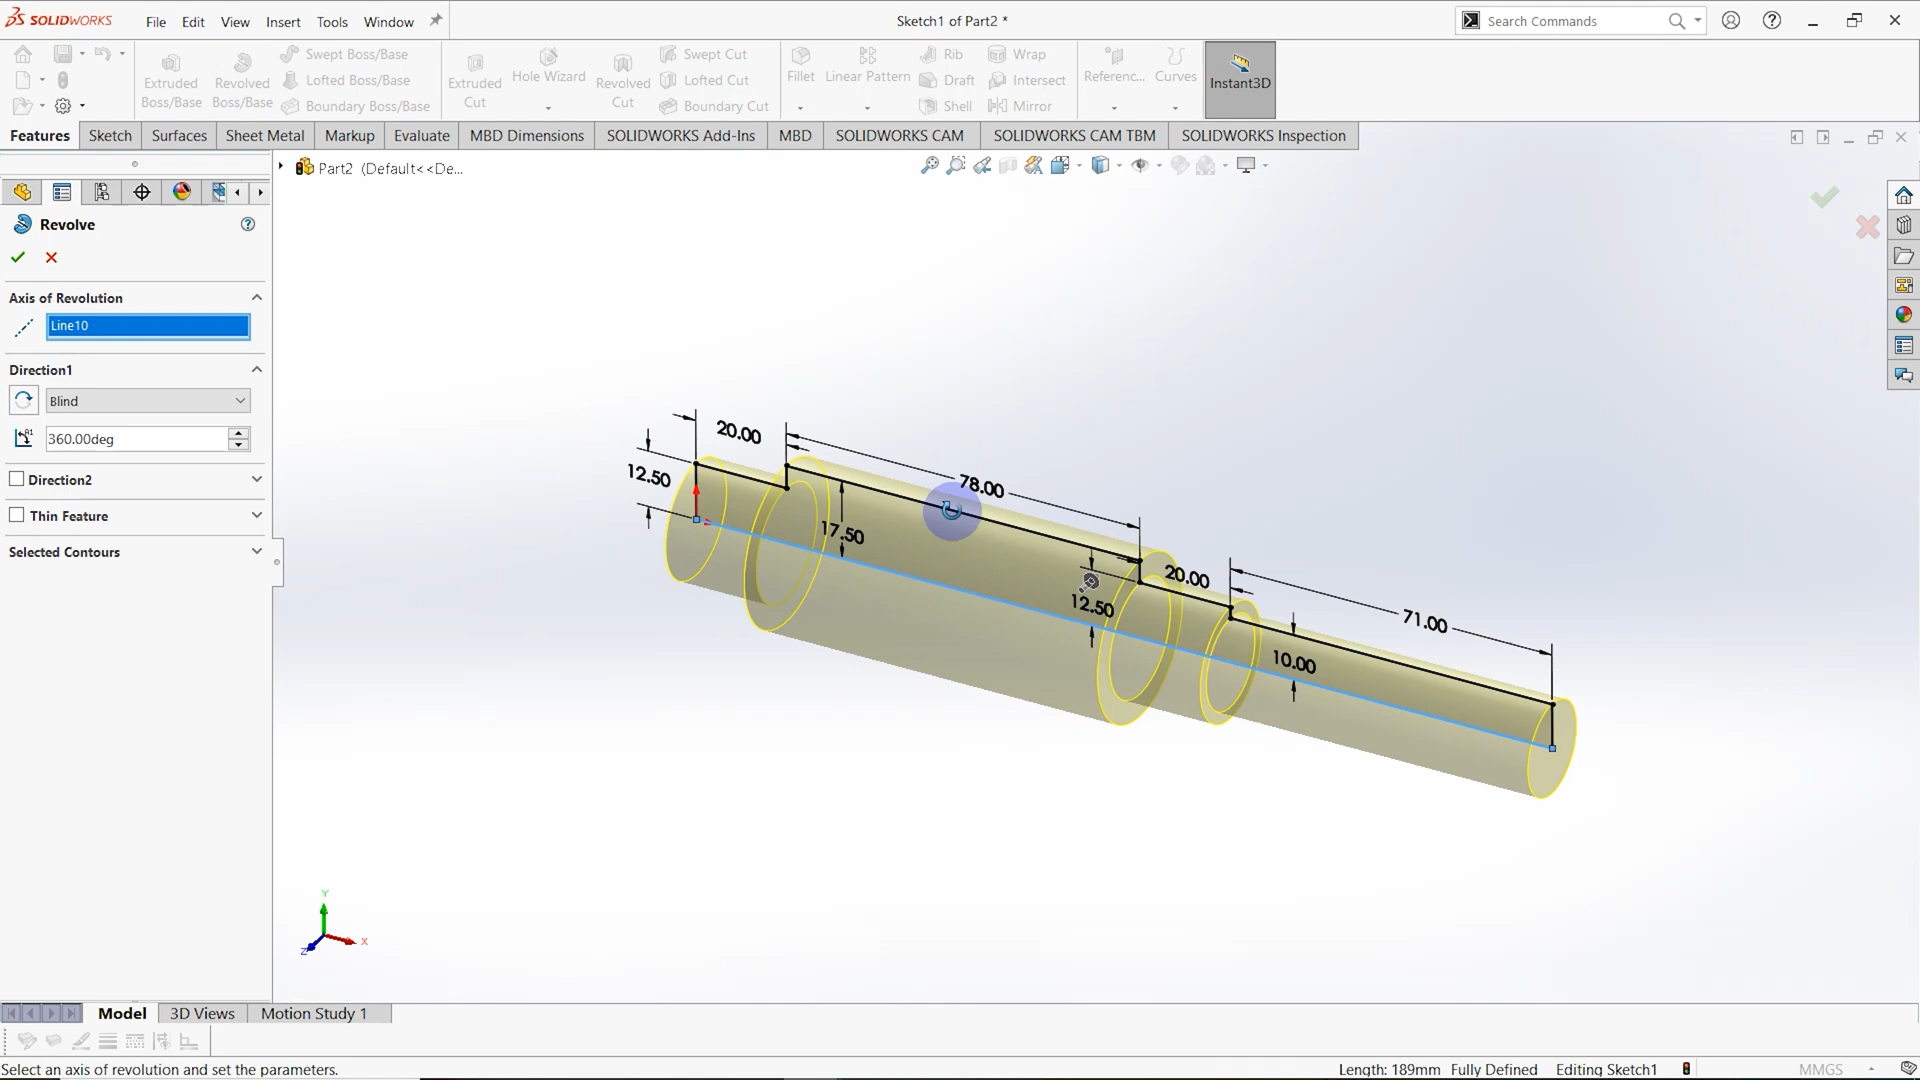 SOLIDWORKS File Edit View Insert Tools Window Sketch1 of Part2 * Search Commands
Extruded Boss/Base
Revolved Boss/Base
Swept Boss/Base
Lofted Boss/Base
Boundary Boss/Base
Extruded Cut
Hole Wizard
Revolved Cut
Swept Cut
Lofted Cut
Boundary Cut
Fillet
Linear Pattern
Rib
Draft
Shell
Wrap
Intersect
Mirror
Referenc...
Curves
Instant3D
Features Sketch Surfaces Sheet Metal Markup Evaluate MBD Dimensions SOLIDWORKS Add-Ins MBD SOLIDWORKS CAM SOLIDWORKS CAM TBM SOLIDWORKS Inspection
Part2 (Default<<De...
Revolve
Axis of Revolution
Line10
Direction1
Blind
360.00deg
Direction2
Thin Feature
Selected Contours
20.00
12.50
78.00
17.50
20.00
12.50
71.00
10.00
Y
X
Z
Model 3D Views Motion Study 1
Select an axis of revolution and set the parameters. Length: 189mm Fully Defined Editing Sketch1 MMGS